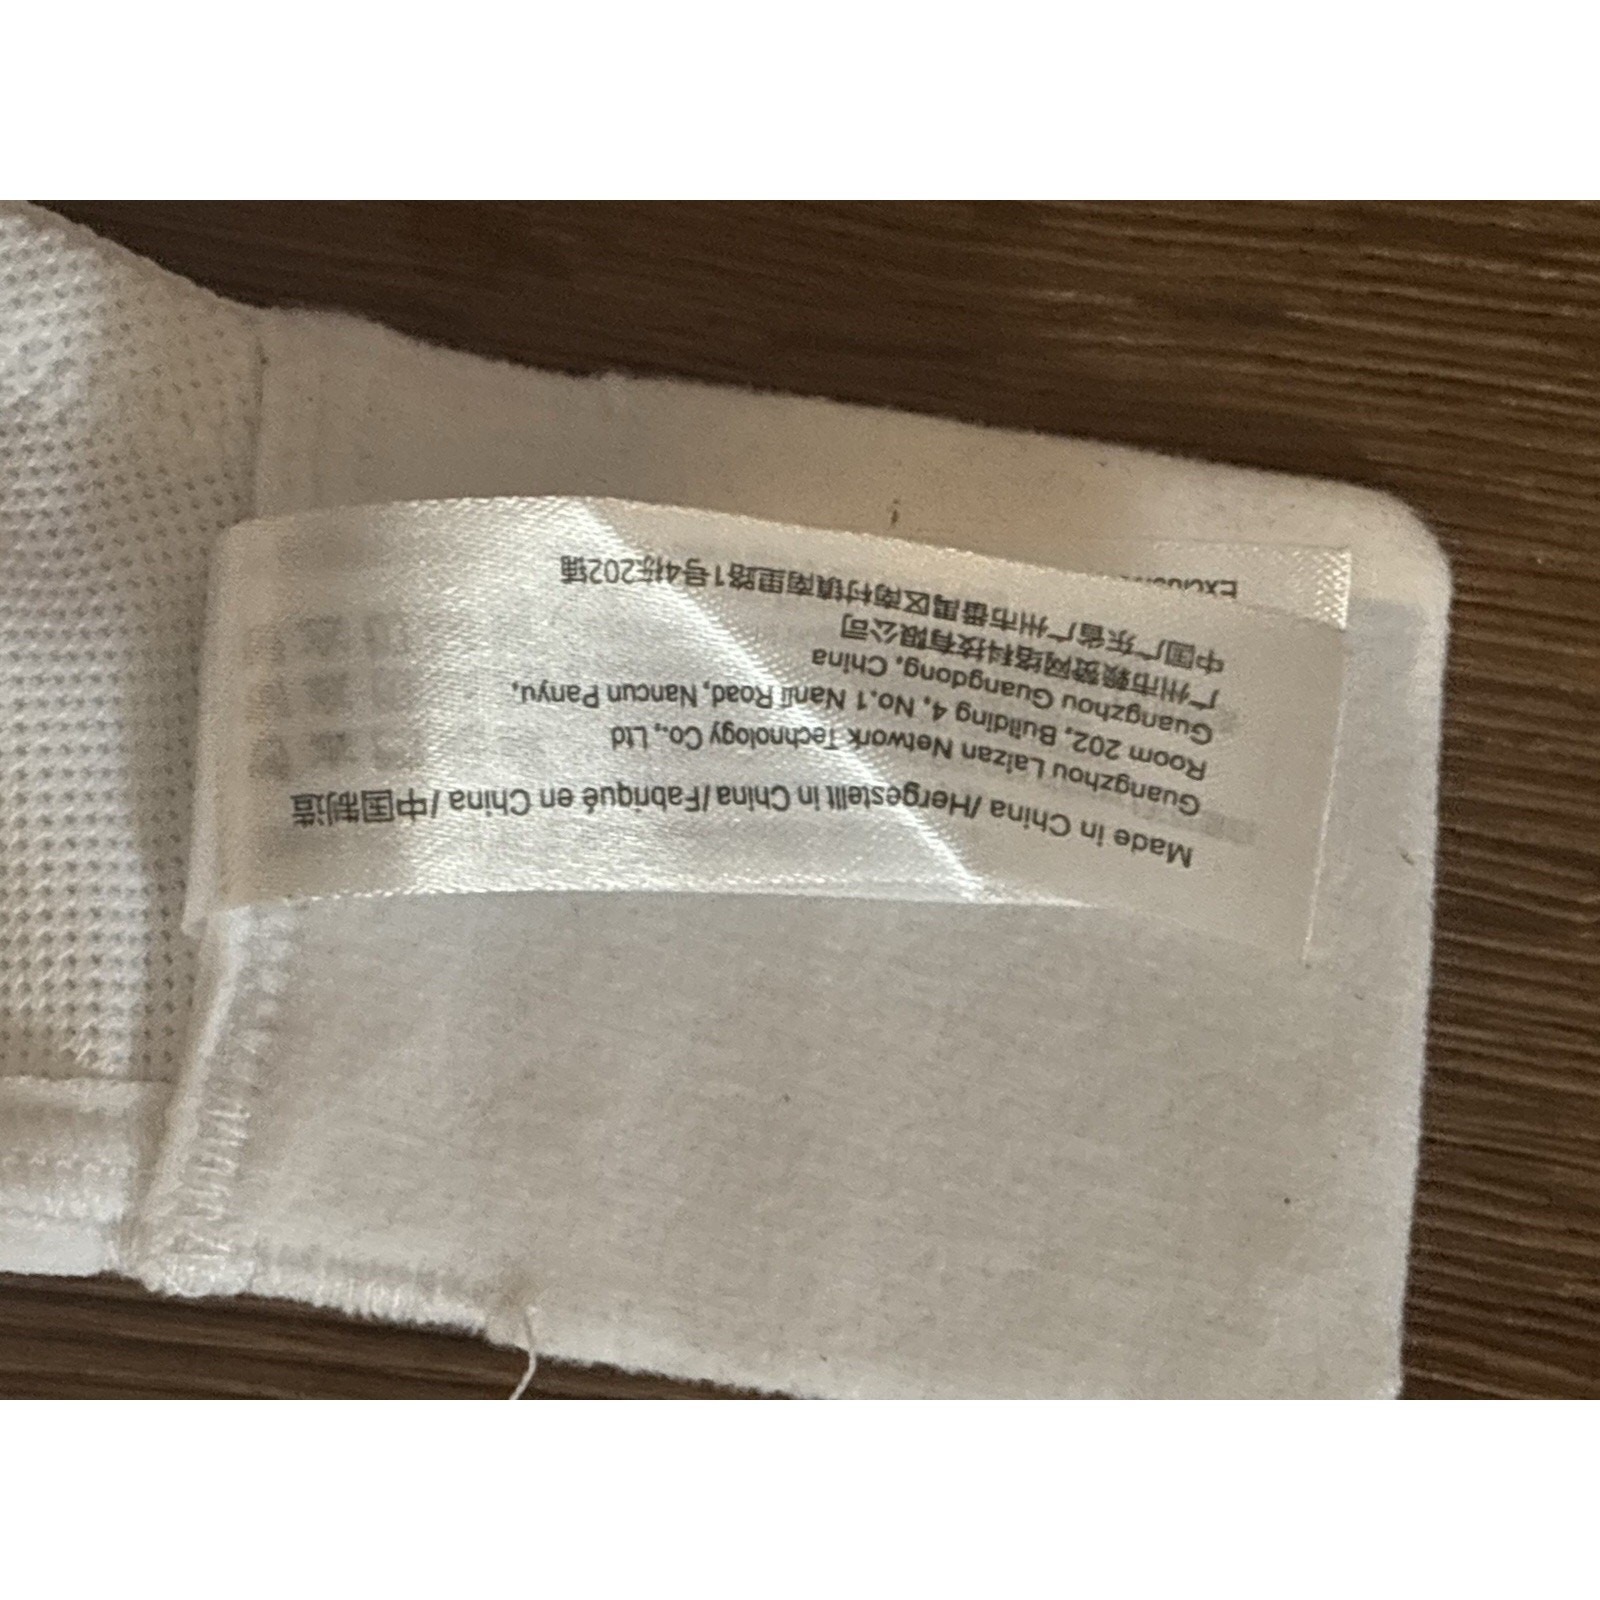 Made in China /Hergestellt in China/Fabriqué en China / 中国制造
Guangzhou Laizan Network Technology Co., Ltd
Room 202, Building 4, No.1 Nanli Road, Nancun Panyu,
Guangzhou Guangdong, China
广州市赖赞网络科技有限公司
中国广东省广州市番禺区南村镇南里路1号4栋202铺